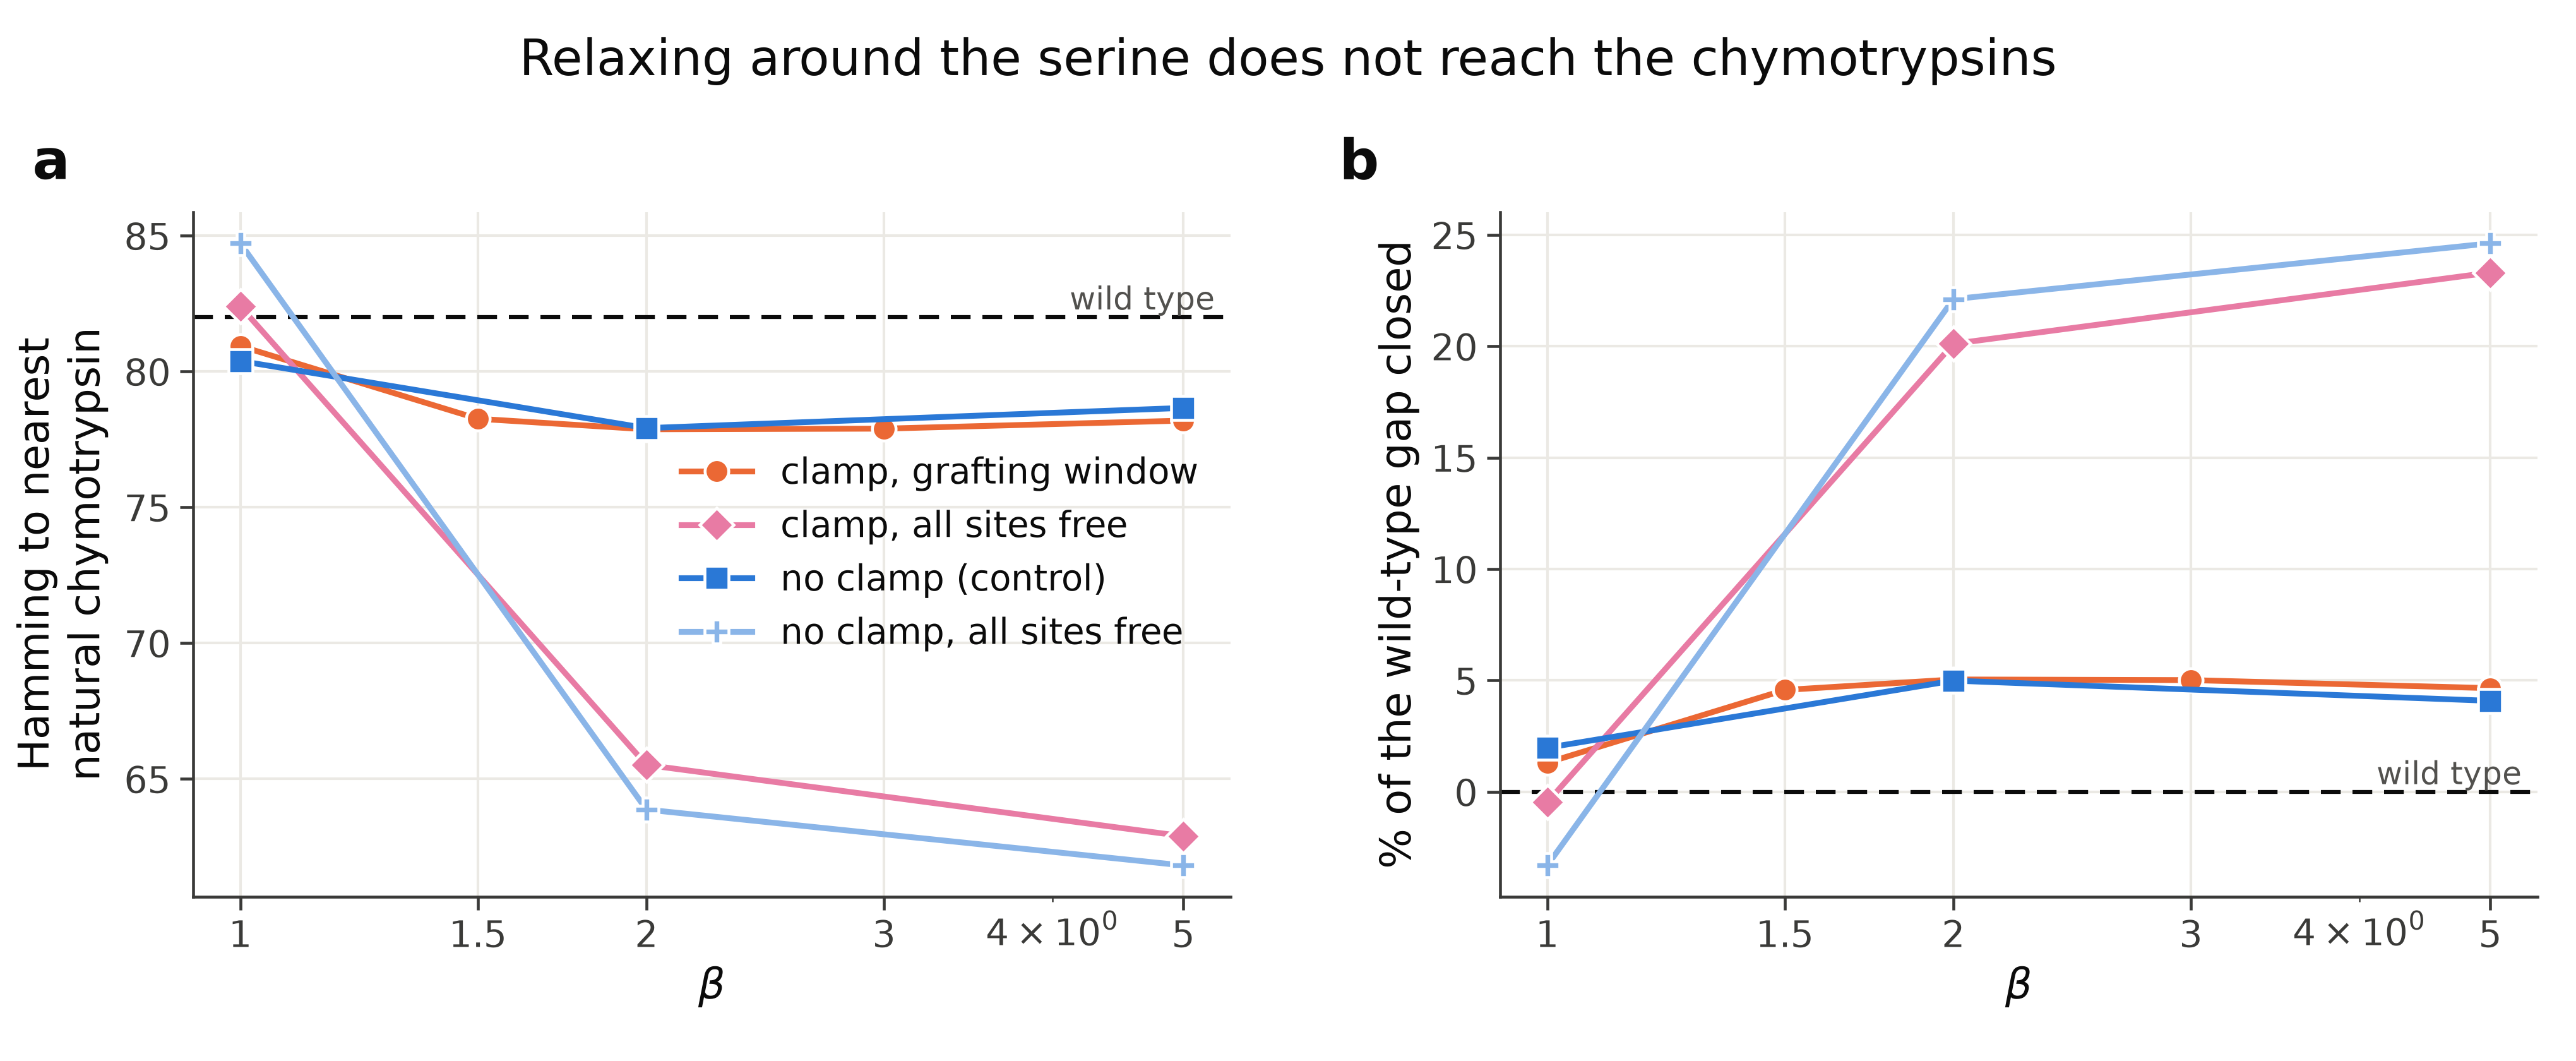 Relaxing around the serine does not reach the chymotrypsins
a
Hamming to nearest
natural chymotrypsin
85
80
75
70
65
wild type
clamp, grafting window
clamp, all sites free
no clamp (control)
no clamp, all sites free
1
1.5
2
3
4 × 10⁰
5
β
b
% of the wild-type gap closed
25
20
15
10
5
0
wild type
1
1.5
2
3
4 × 10⁰
5
β